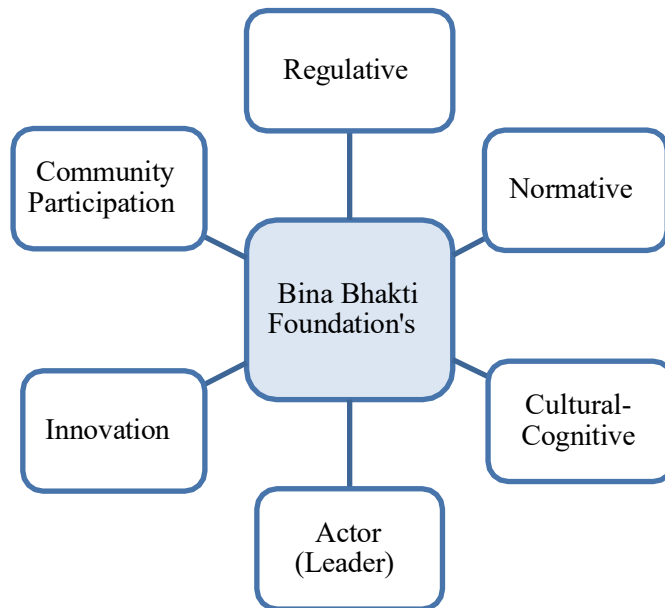 Regulative
Community
Participation
Normative
Bina Bhakti
Foundation's
Innovation
Cultural-
Cognitive
Actor
(Leader)